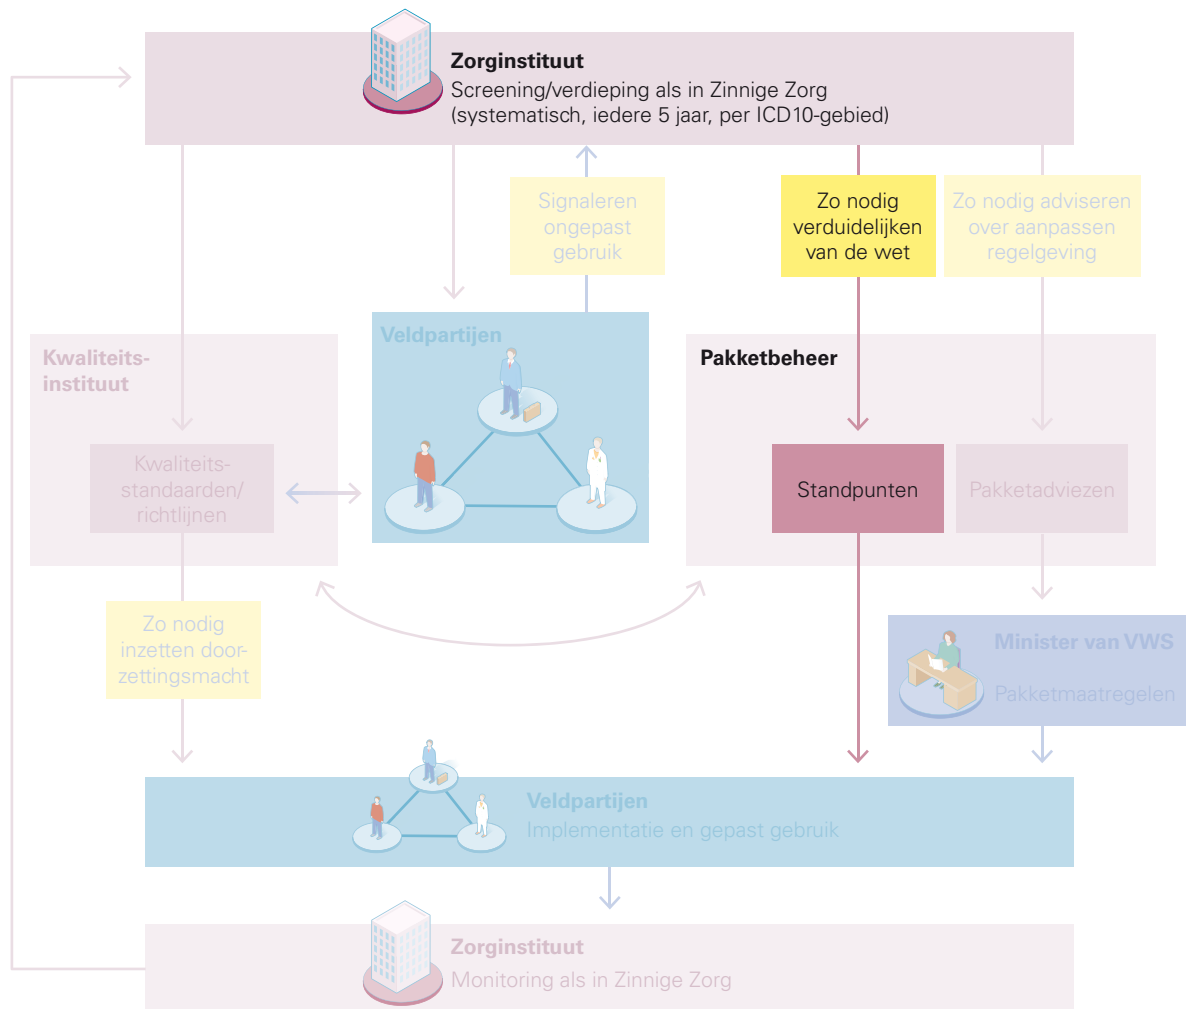 Zorginstituut
Screening/verdieping als in Zinnige Zorg
(systematisch, iedere 5 jaar, per ICD10-gebied)
Signaleren
ongepast
gebruik
Zo nodig
verduidelijken
van de wet
Zo nodig adviseren
over aanpassen
regelgeving
Kwaliteits-
instituut
Veldpartijen
Pakketbeheer
Kwaliteits-
standaarden/
richtlijnen
Standpunten
Pakketadviezen
Zo nodig
inzetten door-
zettingsmacht
Minister van VWS
Pakketmaatregelen
Veldpartijen
Implementatie en gepast gebruik
Zorginstituut
Monitoring als in Zinnige Zorg